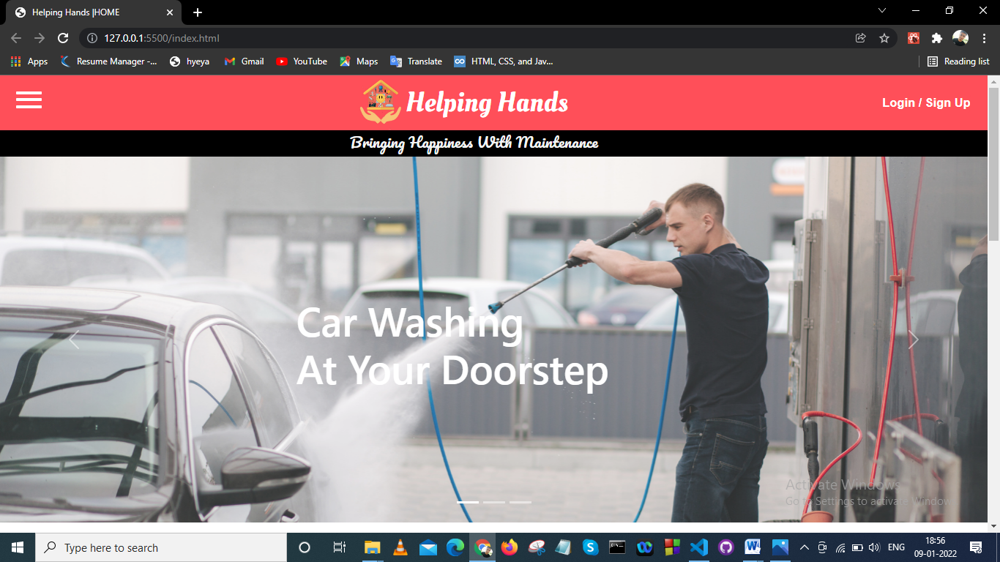 Helping Hands |HOME
127.0.0.1:5500/index.html
Apps Resume Manager -... hyeya Gmail YouTube Maps Translate HTML, CSS, and Jav... Reading list
Helping Hands
Login / Sign Up
Bringing Happiness With Maintenance
Car Washing
At Your Doorstep
Activate Windows
Go to Settings to activate Windows
Type here to search
ENG
18:56
09-01-2022